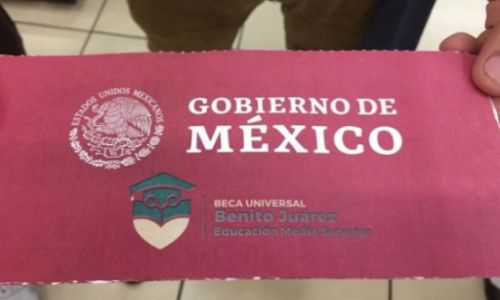 ESTADOS UNIDOS MEXICANOS
GOBIERNO DE
MÉXICO
BECA UNIVERSAL
Benito Juárez
Educación Media Superior